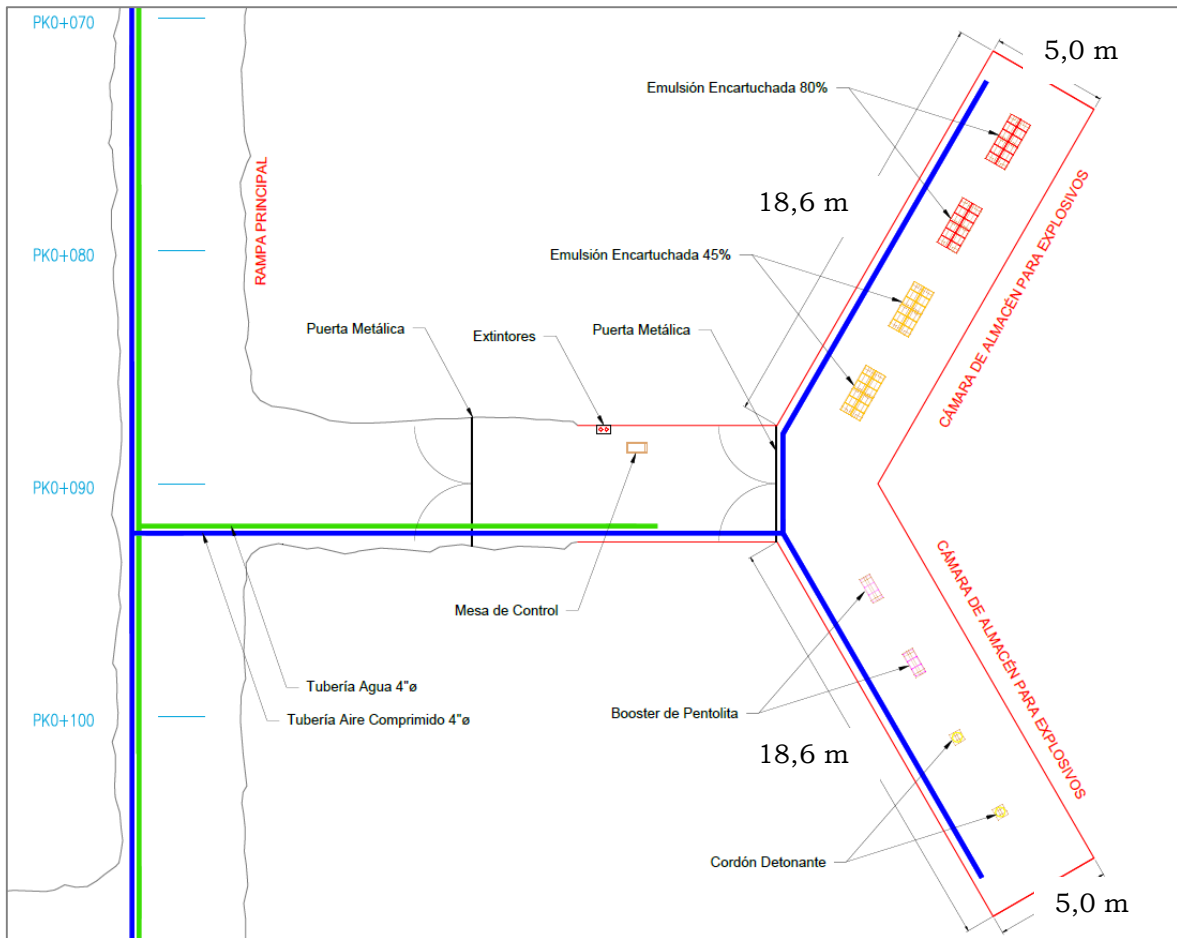 PK0+070
5,0 m
Emulsión Encartuchada 80%
RAMPA PRINCIPAL
18,6 m
CÁMARA DE ALMACÉN PARA EXPLOSIVOS
PK0+080
Emulsión Encartuchada 45%
Puerta Metálica
Extintores
Puerta Metálica
PK0+090
CÁMARA DE ALMACÉN PARA EXPLOSIVOS
Mesa de Control
Tubería Agua 4"ø
Booster de Pentolita
PK0+100
Tubería Aire Comprimido 4"ø
18,6 m
Cordón Detonante
5,0 m